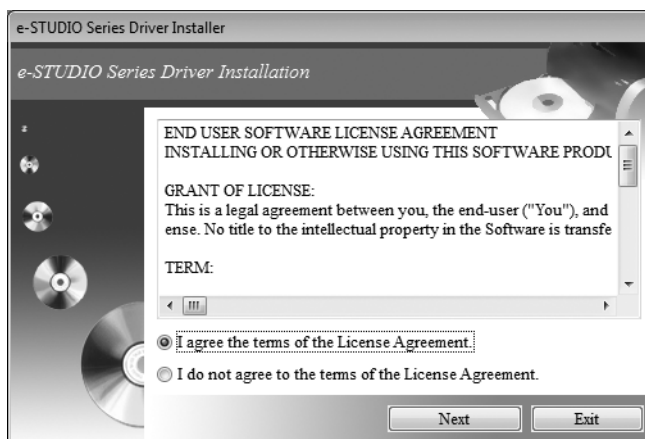 e-STUDIO Series Driver Installer
e-STUDIO Series Driver Installation
END USER SOFTWARE LICENSE AGREEMENT
INSTALLING OR OTHERWISE USING THIS SOFTWARE PRODU
GRANT OF LICENSE:
This is a legal agreement between you, the end-user ("You"), and
ense. No title to the intellectual property in the Software is transfe
TERM:
I agree the terms of the License Agreement.
I do not agree to the terms of the License Agreement.
Next Exit